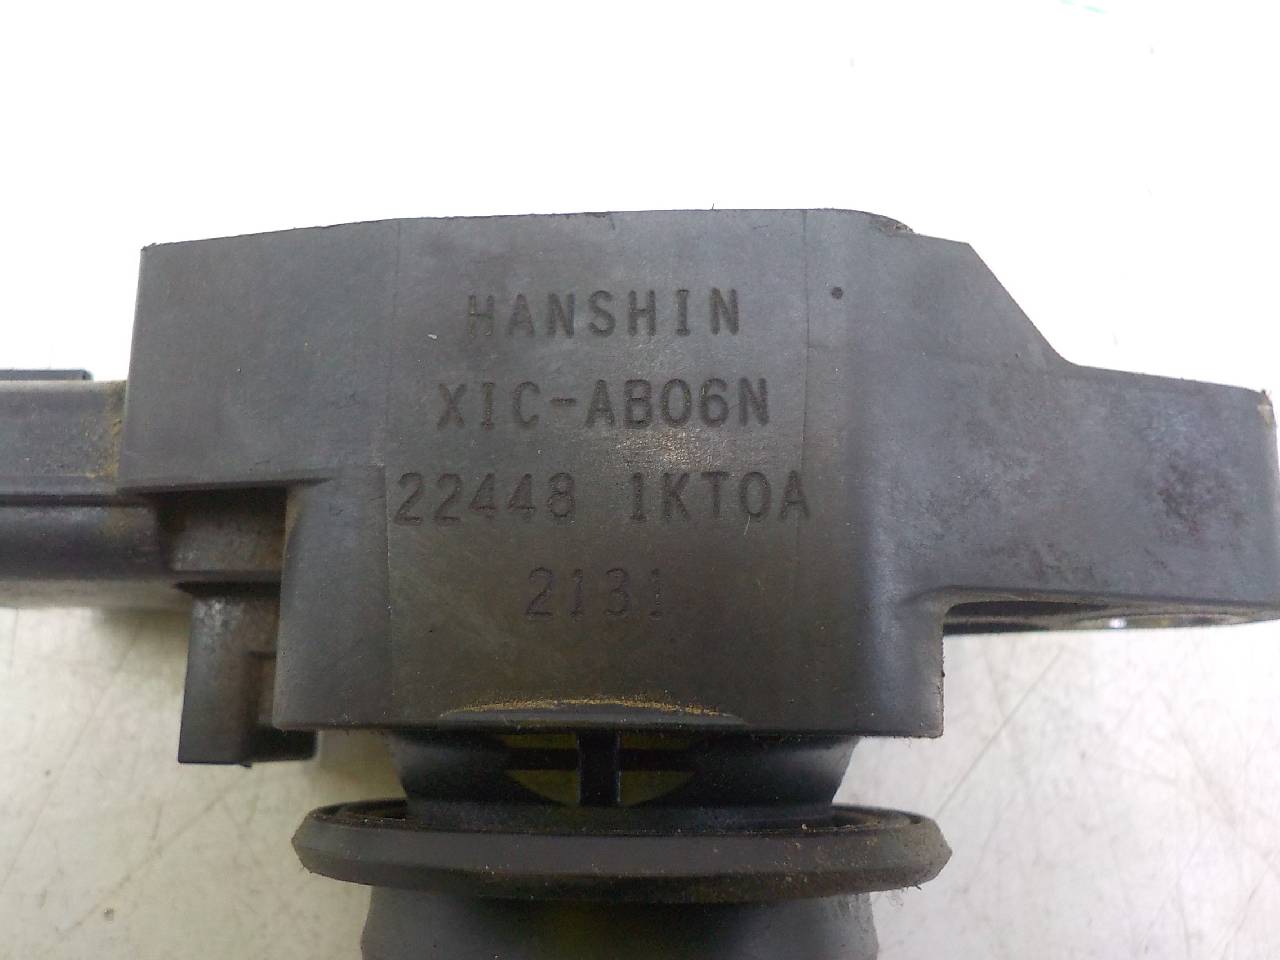 HANSHIN
XIC-AB06N
22448 1KT0A
2131